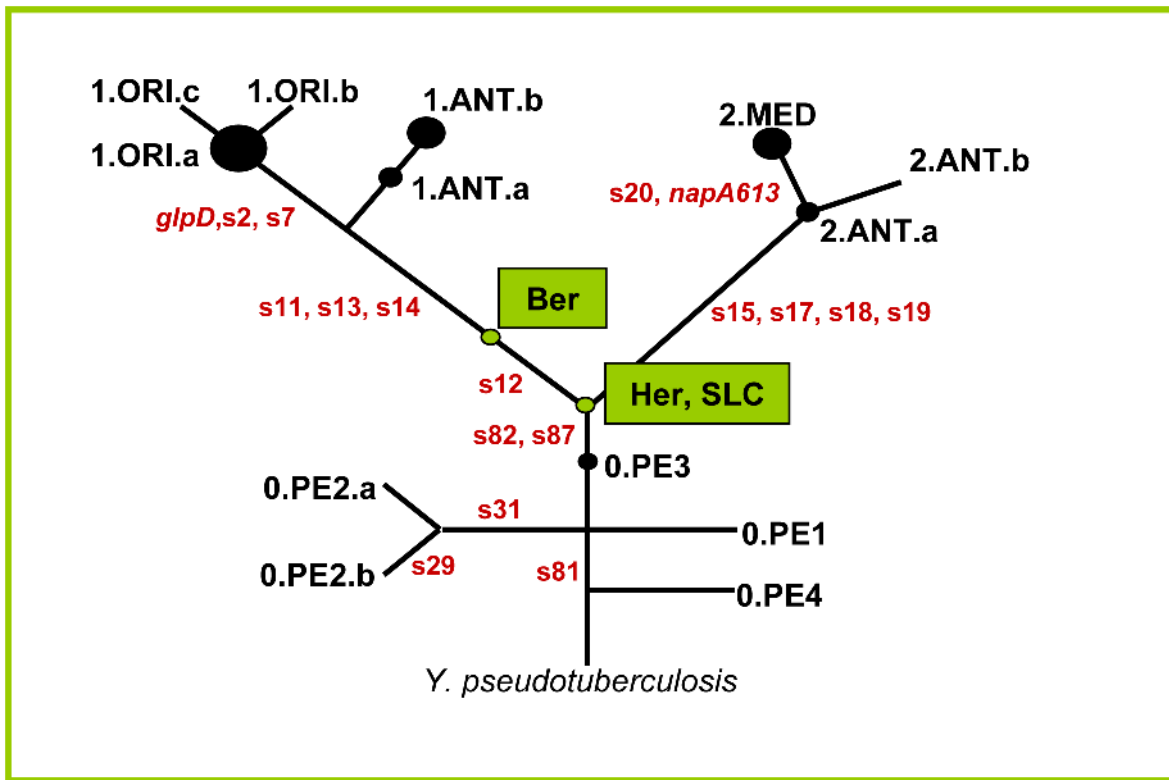 1.ORI.c
1.ORI.b
1.ANT.b
2.MED
1.ORI.a
1.ANT.a
2.ANT.b
s20, napA613
glpD,s2, s7
2.ANT.a
Ber
s11, s13, s14
s15, s17, s18, s19
s12
Her, SLC
s82, s87
0.PE3
0.PE2.a
s31
0.PE1
0.PE2.b
s29
s81
0.PE4
Y. pseudotuberculosis